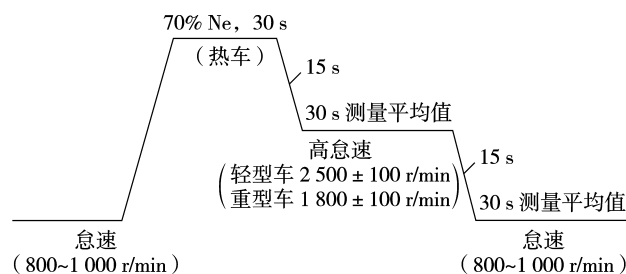 70% Ne，30 s
（热车）
15 s
30 s 测量平均值
高怠速
（轻型车 2 500 ± 100 r/min
重型车 1 800 ± 100 r/min）
15 s
30 s 测量平均值
怠速
（800~1 000 r/min）
怠速
（800~1 000 r/min）